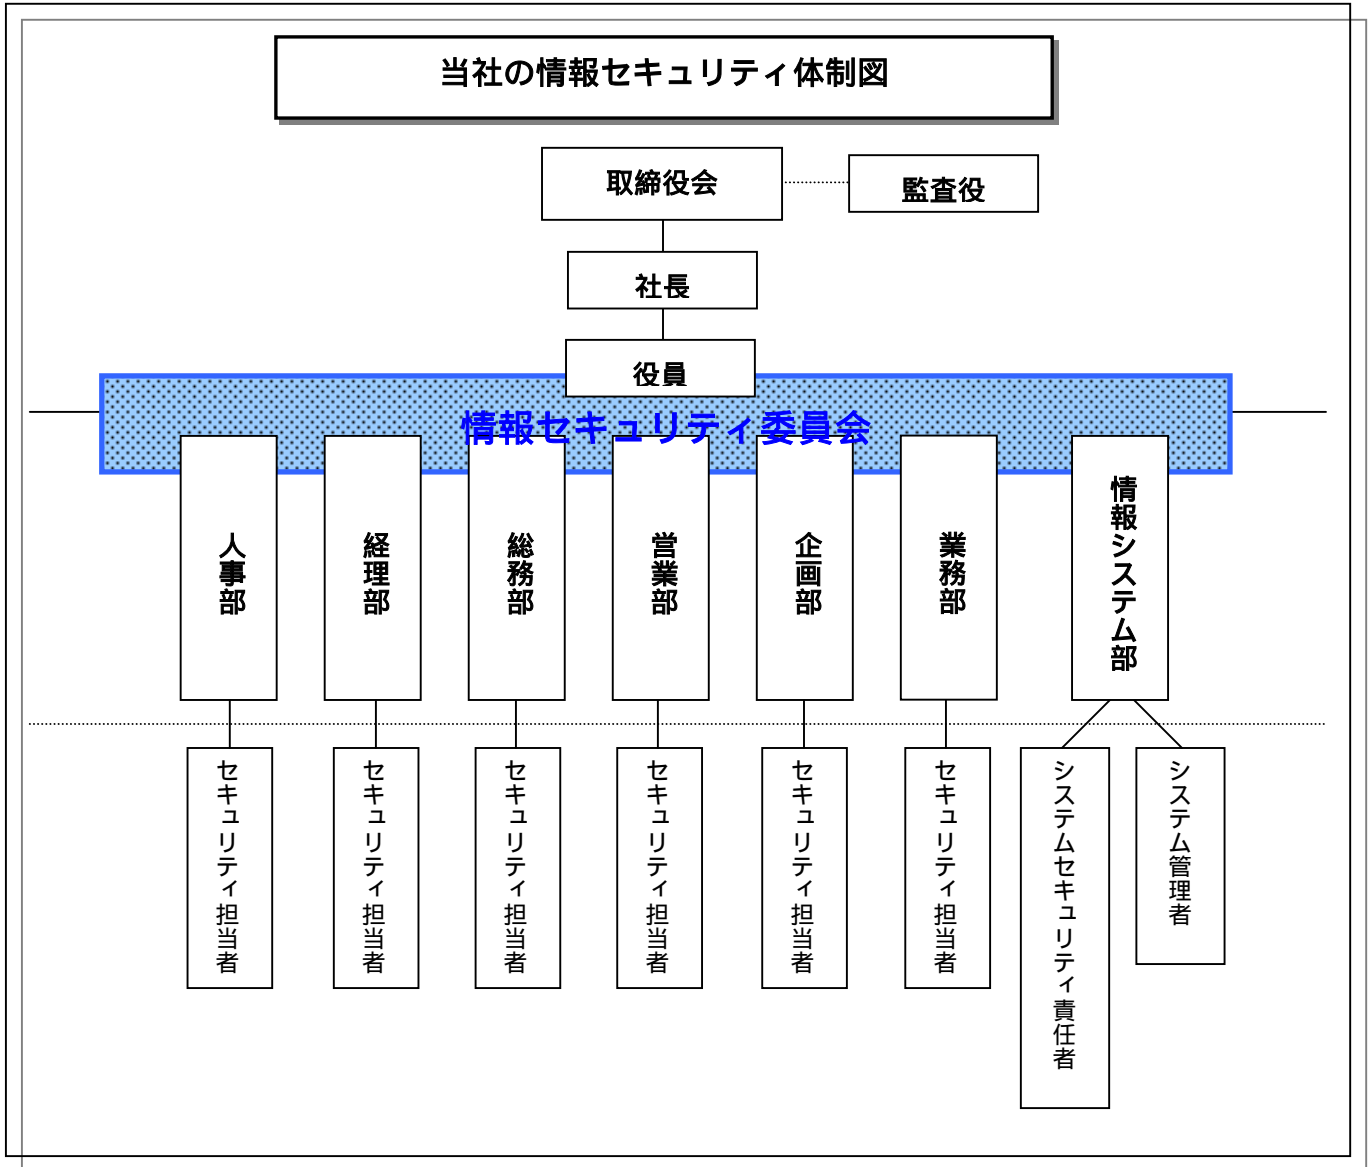 当社の情報セキュリティ体制図
取締役会
監査役
社長
役員
情報セキュリティ委員会
人事部
経理部
総務部
営業部
企画部
業務部
情報システム部
セキュリティ担当者
セキュリティ担当者
セキュリティ担当者
セキュリティ担当者
セキュリティ担当者
セキュリティ担当者
システムセキュリティ責任者
システム管理者